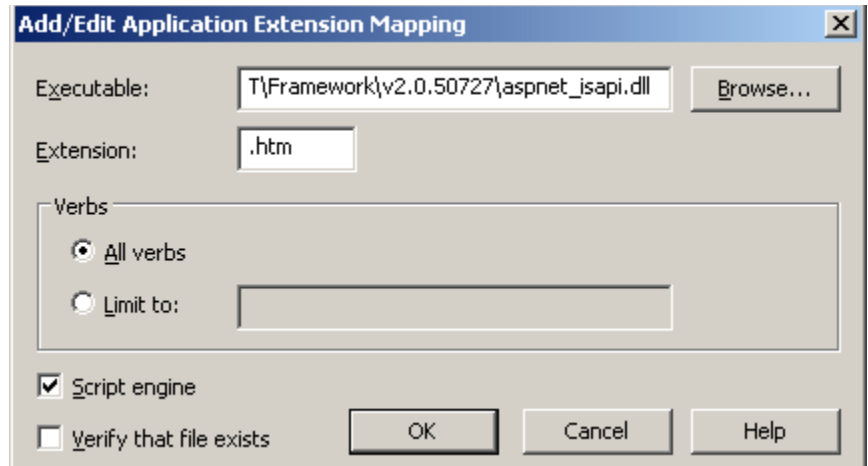 Add/Edit Application Extension Mapping
Executable: T\Framework\v2.0.50727\aspnet_isapi.dll Browse...
Extension: .htm
Verbs
All verbs
Limit to:
Script engine
Verify that file exists OK Cancel Help